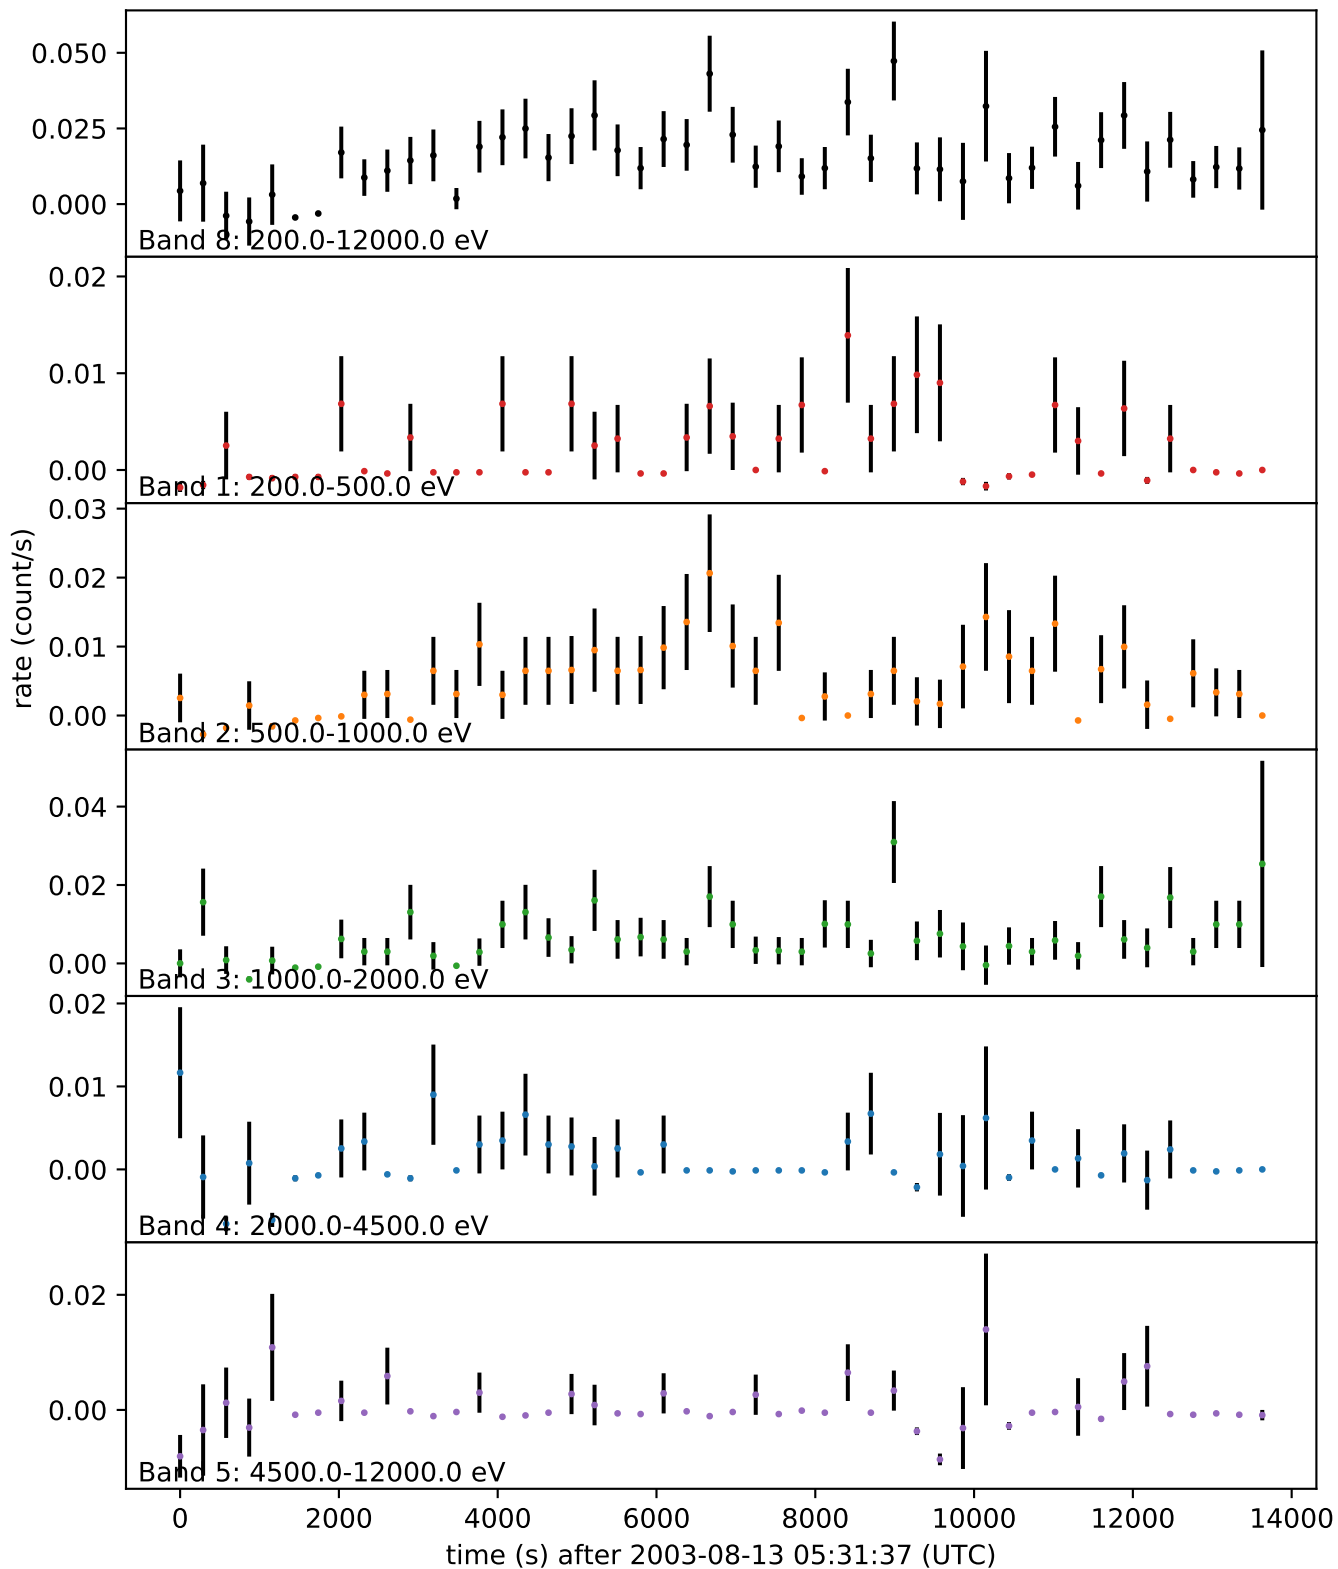 0.050
0.025
0.000
Band 8: 200.0-12000.0 eV
0.02
0.01
0.00
Band 1: 200.0-500.0 eV
0.03
0.02
0.01
0.00
Band 2: 500.0-1000.0 eV
rate (count/s)
0.04
0.02
0.00
Band 3: 1000.0-2000.0 eV
0.02
0.01
0.00
Band 4: 2000.0-4500.0 eV
0.02
0.00
Band 5: 4500.0-12000.0 eV
0 2000 4000 6000 8000 10000 12000 14000
time (s) after 2003-08-13 05:31:37 (UTC)